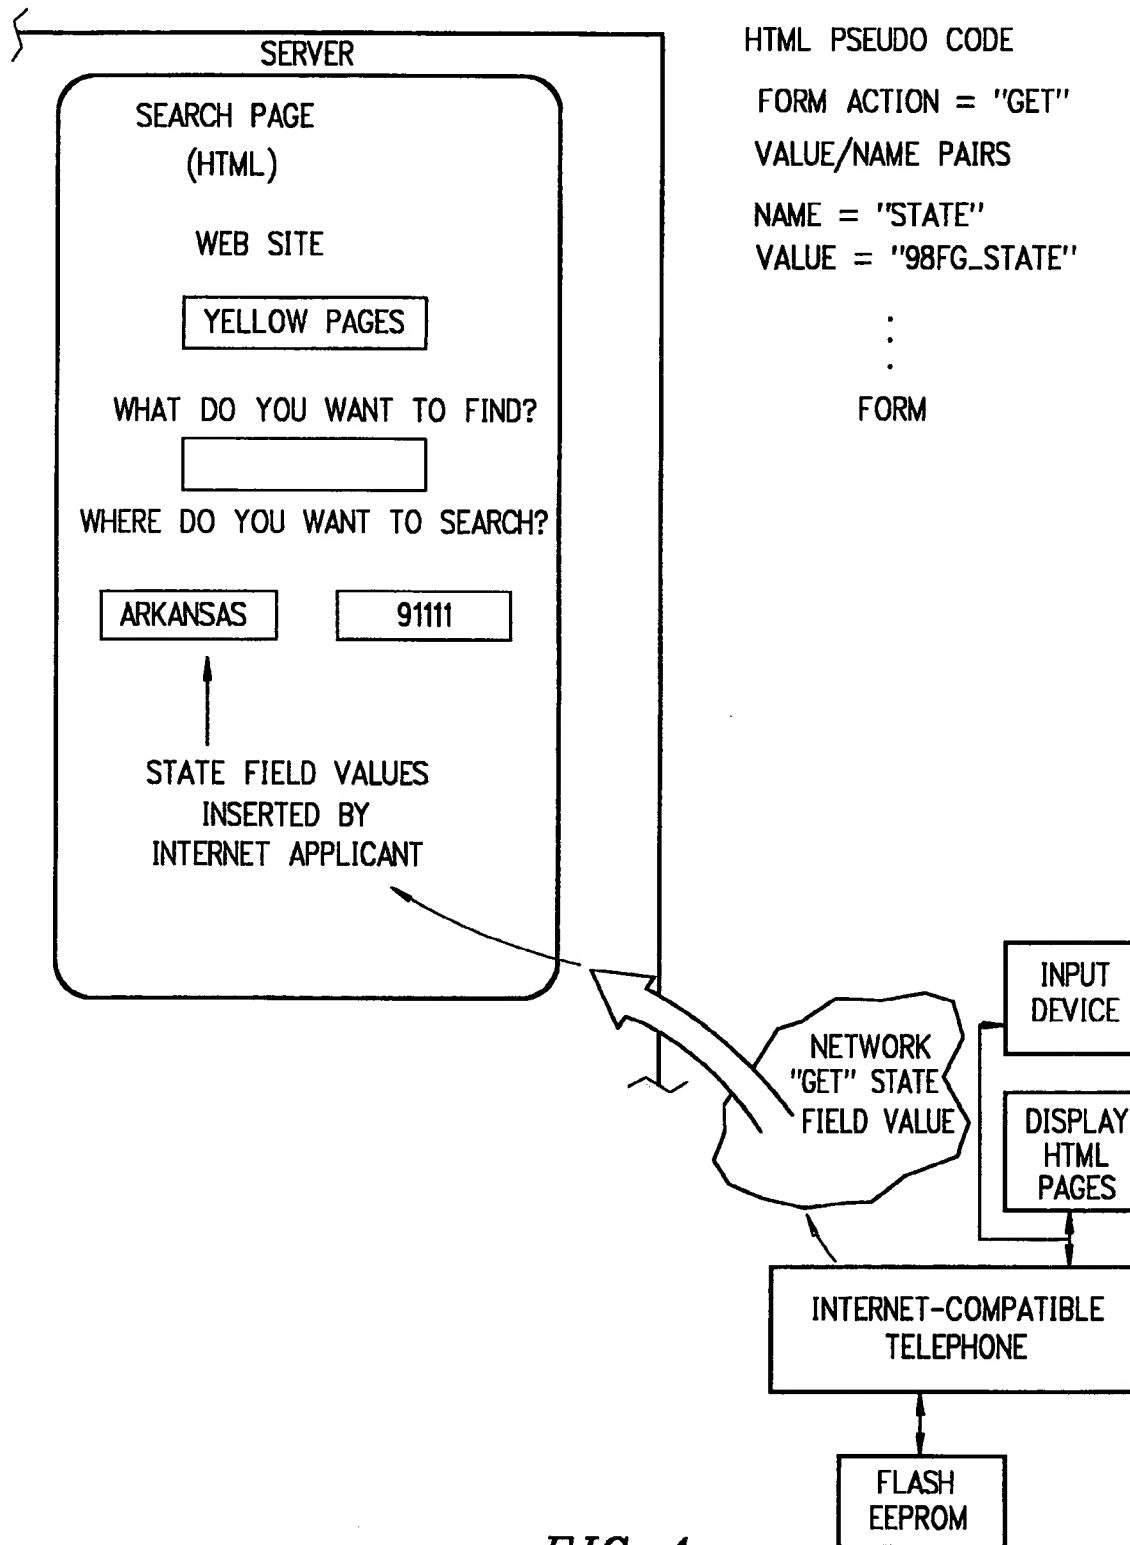 SERVER
SEARCH PAGE
(HTML)
WEB SITE
YELLOW PAGES
WHAT DO YOU WANT TO FIND?
WHERE DO YOU WANT TO SEARCH?
ARKANSAS
91111
STATE FIELD VALUES
INSERTED BY
INTERNET APPLICANT
HTML PSEUDO CODE
FORM ACTION = "GET"
VALUE/NAME PAIRS
NAME = "STATE"
VALUE = "98FG_STATE"
FORM
NETWORK
"GET" STATE
FIELD VALUE
INPUT
DEVICE
DISPLAY
HTML
PAGES
INTERNET-COMPATIBLE
TELEPHONE
FLASH
EEPROM